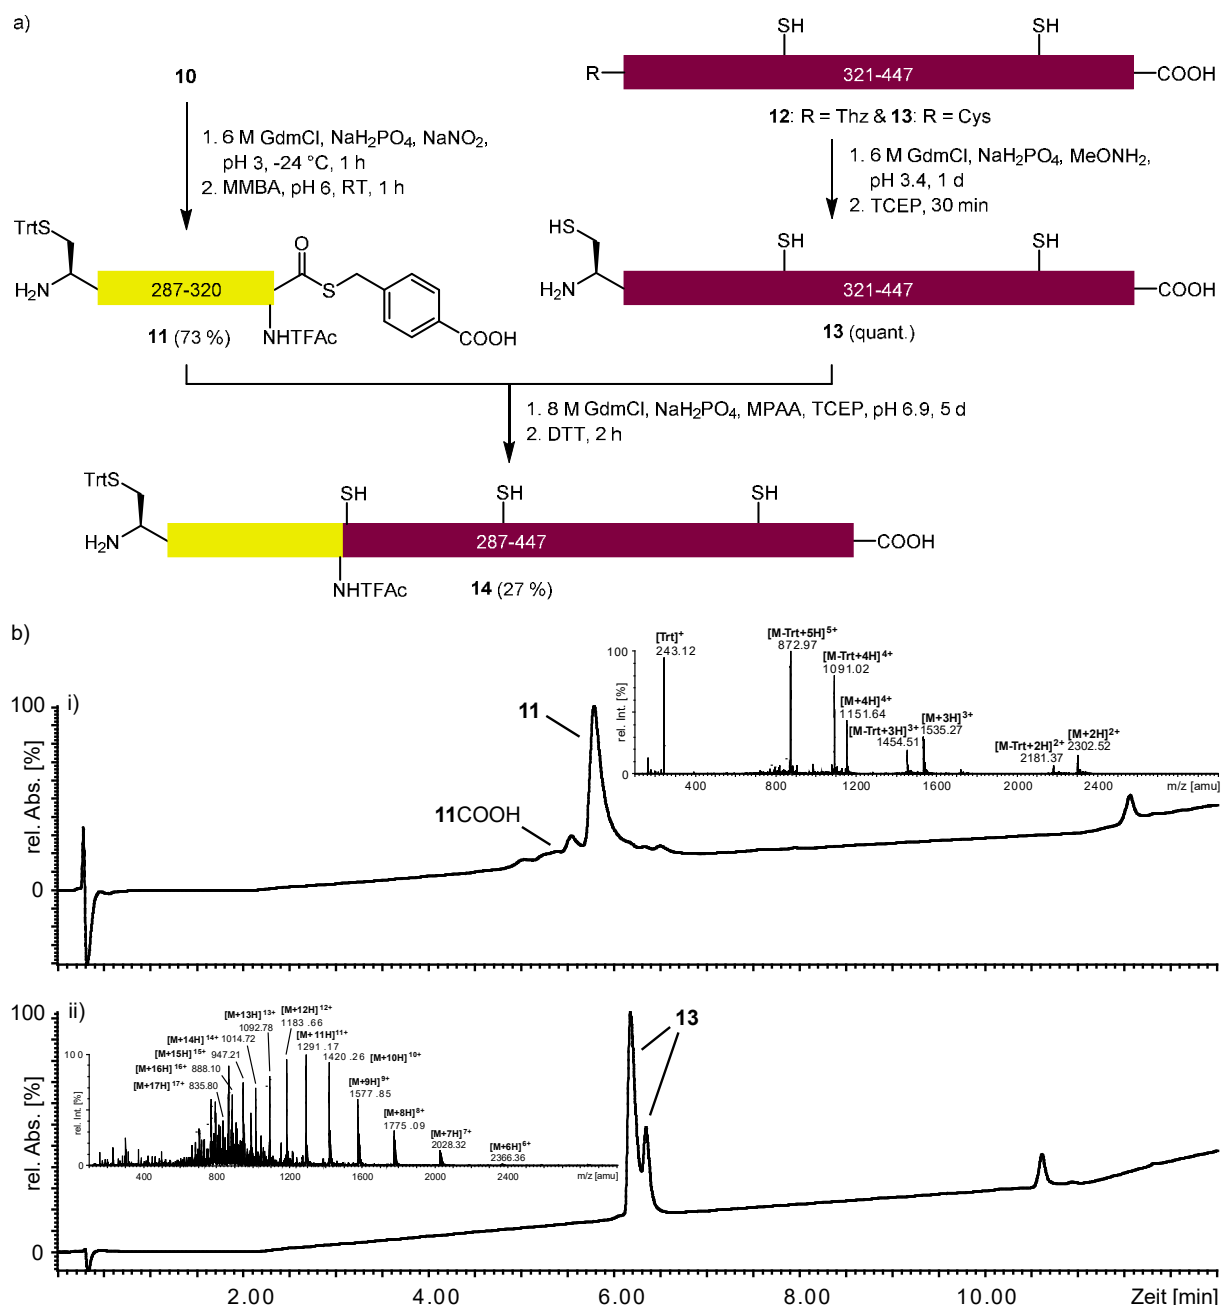 a)
10
1. 6 M GdmCl, NaH₂PO₄, NaNO₂,
pH 3, -24 °C, 1 h
2. MMBA, pH 6, RT, 1 h
SH
SH
R
321-447
COOH
12: R = Thz & 13: R = Cys
1. 6 M GdmCl, NaH₂PO₄, MeONH₂,
pH 3.4, 1 d
2. TCEP, 30 min
TrtS
O
H₂N
287-320
S
NHTFAc
COOH
11 (73 %)
HS
SH
SH
H₂N
321-447
COOH
13 (quant.)
1. 8 M GdmCl, NaH₂PO₄, MPAA, TCEP, pH 6.9, 5 d
2. DTT, 2 h
TrtS
SH
SH
SH
H₂N
287-447
COOH
NHTFAc
14 (27 %)
b)
i)
rel. Abs. [%]
100
0
11
11COOH
rel. Int. [%]
100
0
[Trt]⁺
243.12
[M-Trt+5H]⁵⁺
872.97
[M-Trt+4H]⁴⁺
1091.02
[M+4H]⁴⁺
1151.64
[M-Trt+3H]³⁺
1454.51
[M+3H]³⁺
1535.27
[M-Trt+2H]²⁺
2181.37
[M+2H]²⁺
2302.52
400 800 1200 1600 2000 2400 m/z [amu]
ii)
rel. Abs. [%]
100
0
13
rel. Int. [%]
100
0
[M+17H]¹⁷⁺ 835.80
[M+16H]¹⁶⁺ 888.10
[M+15H]¹⁵⁺
947.21
[M+14H]¹⁴⁺
1014.72
[M+13H]¹³⁺
1092.78
[M+12H]¹²⁺
1183.66
[M+11H]¹¹⁺
1291.17
1420.26 [M+10H]¹⁰⁺
[M+9H]⁹⁺
1577.85
[M+8H]⁸⁺
1775.09
[M+7H]⁷⁺
2028.32
[M+6H]⁶⁺
2366.36
400 800 1200 1600 2000 2400 m/z [amu]
2.00 4.00 6.00 8.00 10.00 Zeit [min]